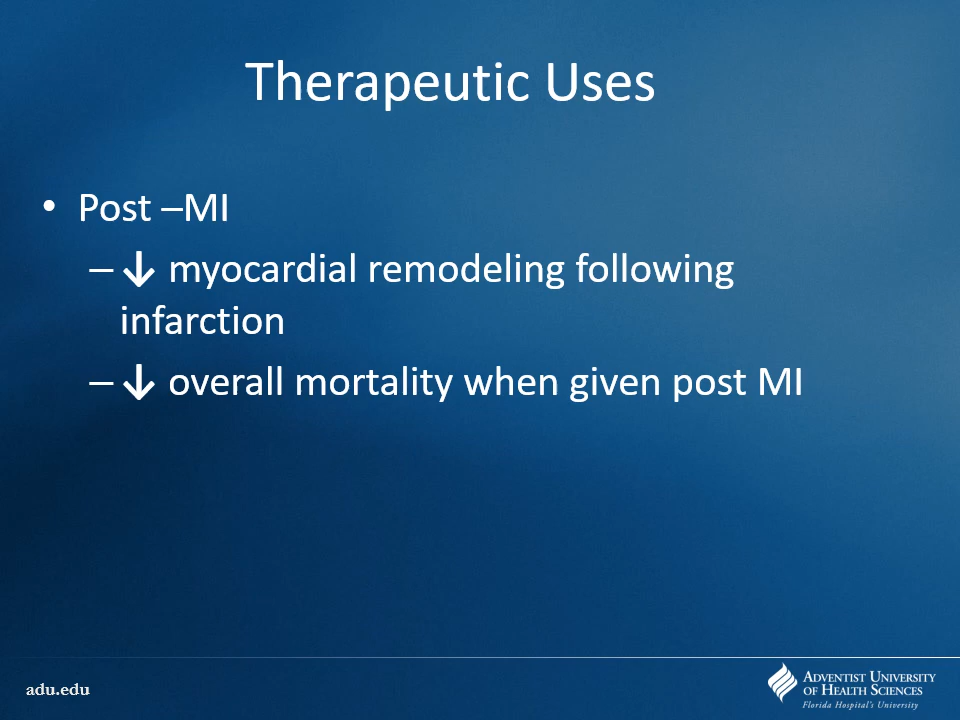 Therapeutic Uses
• Post –MI
– ↓ myocardial remodeling following
infarction
– ↓ overall mortality when given post MI
adu.edu
ADVENTIST UNIVERSITY
OF HEALTH SCIENCES
Florida Hospital's University